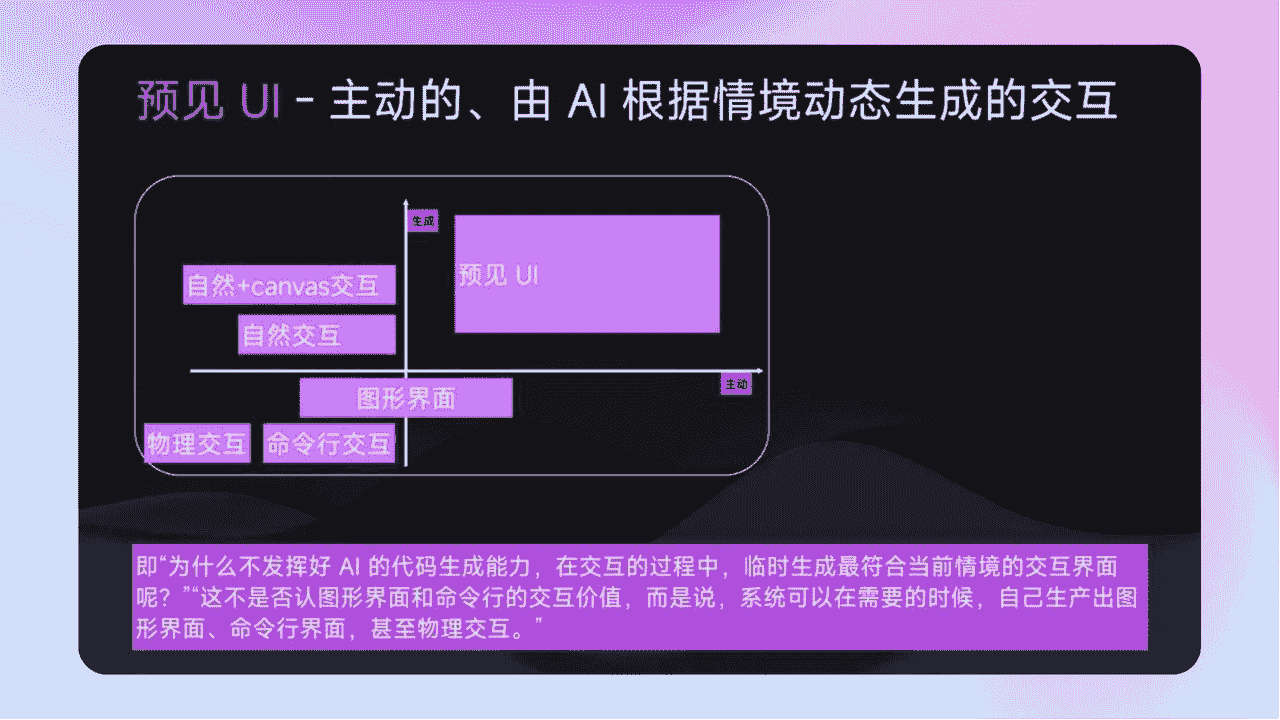 预见 UI - 主动的、由 AI 根据情境动态生成的交互
生成
预见 UI
自然+canvas交互
自然交互
主动
图形界面
物理交互
命令行交互
即“为什么不发挥好 AI 的代码生成能力，在交互的过程中，临时生成最符合当前情境的交互界面
呢？”“这不是否认图形界面和命令行的交互价值，而是说，系统可以在需要的时候，自己生产出图
形界面、命令行界面，甚至物理交互。”